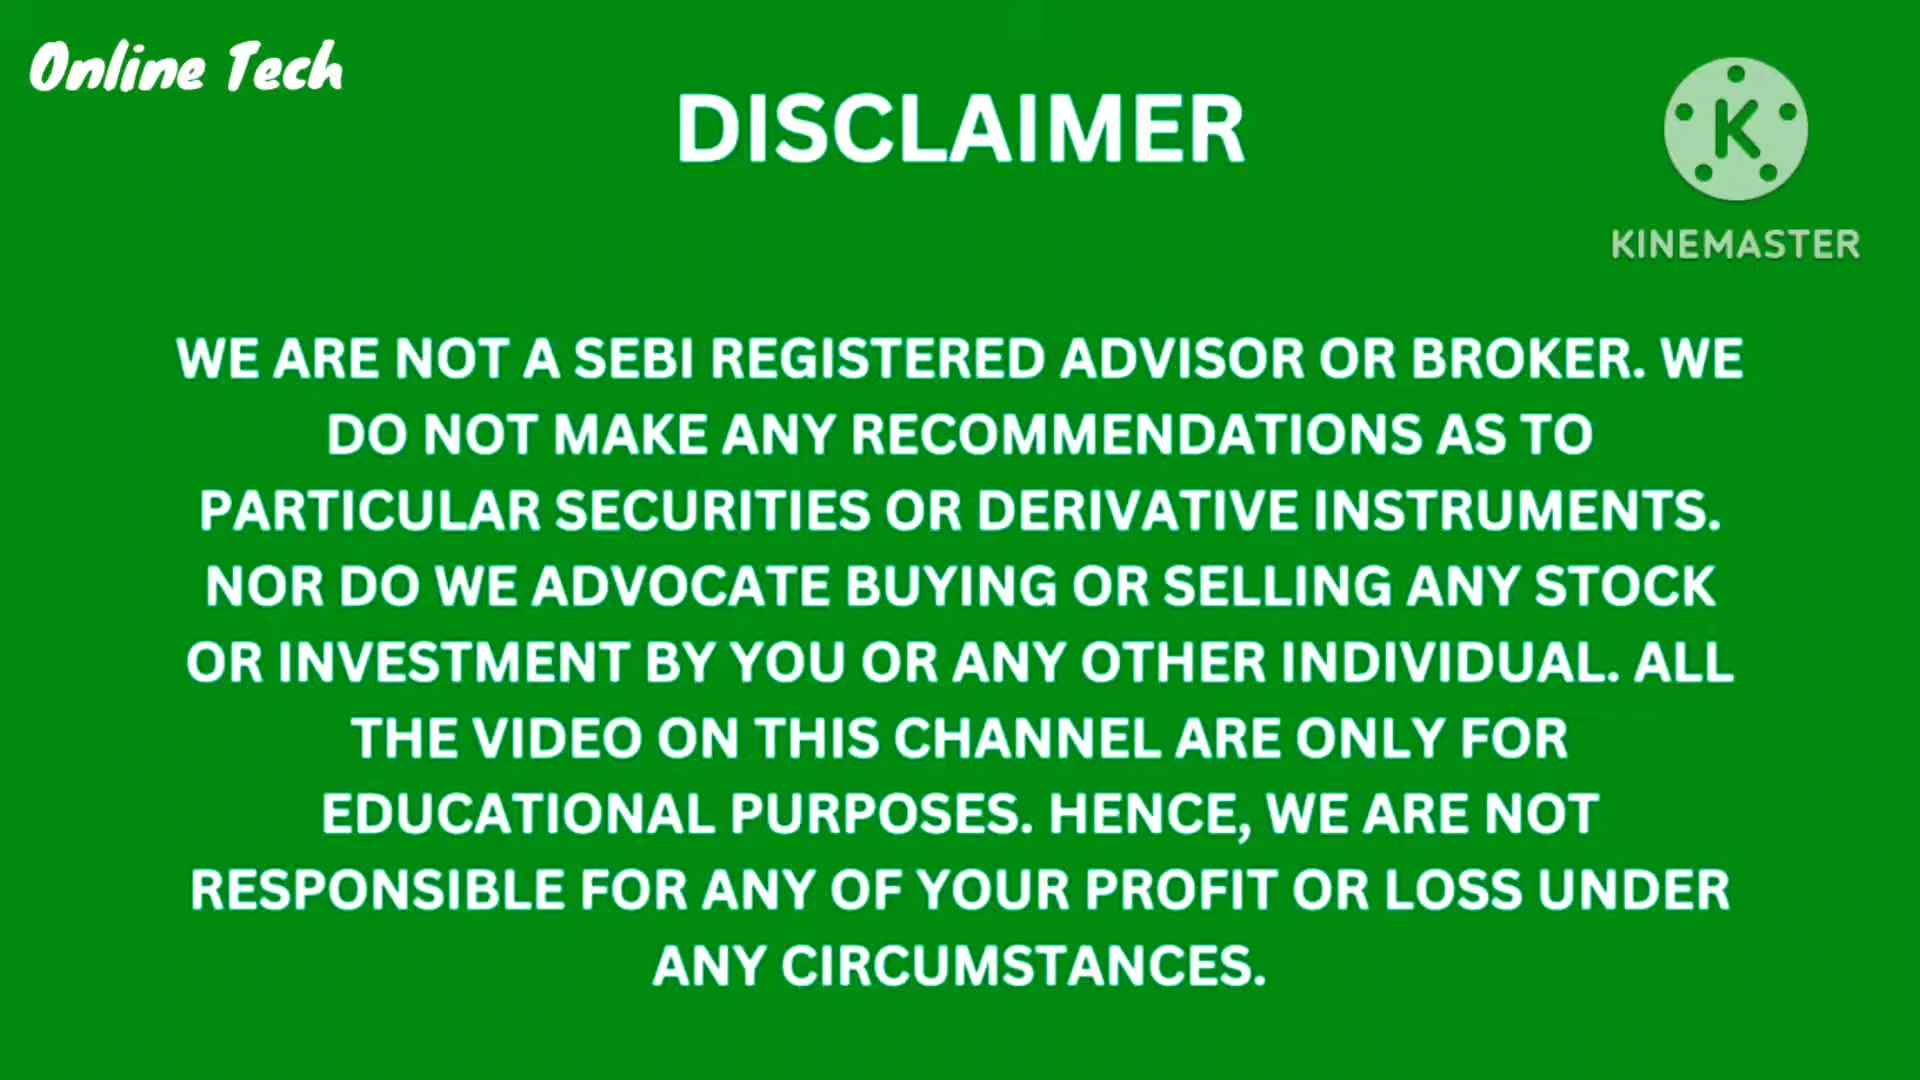 Online Tech
DISCLAIMER
K
KINEMASTER
WE ARE NOT A SEBI REGISTERED ADVISOR OR BROKER. WE
DO NOT MAKE ANY RECOMMENDATIONS AS TO
PARTICULAR SECURITIES OR DERIVATIVE INSTRUMENTS.
NOR DO WE ADVOCATE BUYING OR SELLING ANY STOCK
OR INVESTMENT BY YOU OR ANY OTHER INDIVIDUAL. ALL
THE VIDEO ON THIS CHANNEL ARE ONLY FOR
EDUCATIONAL PURPOSES. HENCE, WE ARE NOT
RESPONSIBLE FOR ANY OF YOUR PROFIT OR LOSS UNDER
ANY CIRCUMSTANCES.